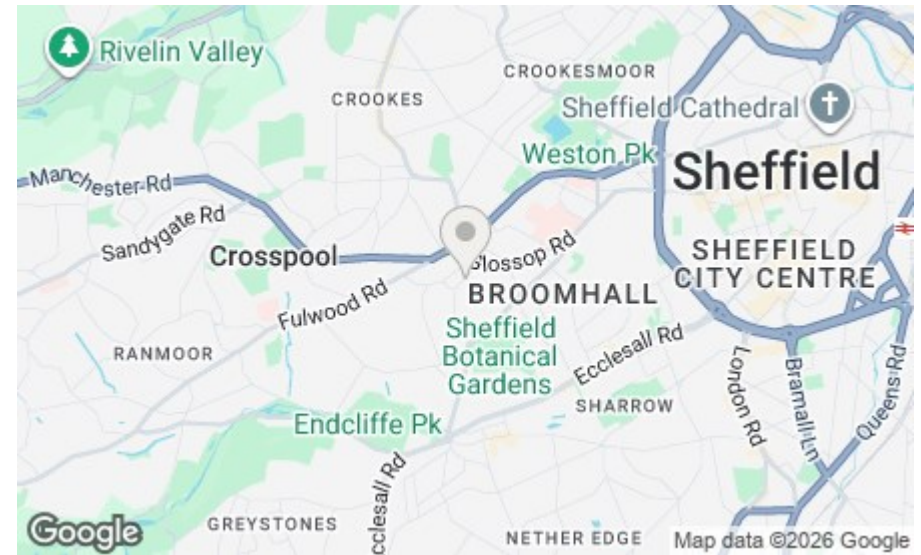 Rivelin Valley
CROOKESMOOR
CROOKES
Sheffield Cathedral
Weston Pk
Sheffield
Manchester Rd
Sandygate Rd
Crosspool
Glossop Rd
SHEFFIELD
CITY CENTRE
BROOMHALL
Fulwood Rd
Sheffield
Botanical
Gardens
Ecclesall Rd
RANMOOR
London Rd
Bramall Ln
Queens Rd
SHARROW
Endcliffe Pk
Ecclesall Rd
GREYSTONES
NETHER EDGE
Google
Map data ©2026 Google